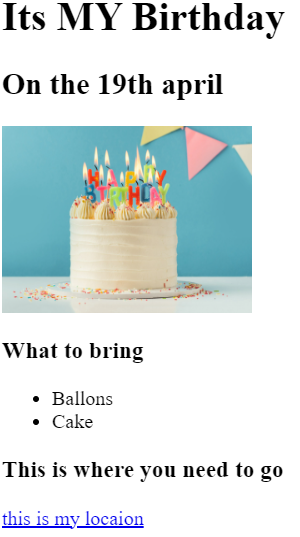 Its MY Birthday
On the 19th april
HAPPY
BIRTHDAY
What to bring
Ballons
Cake
This is where you need to go
this is my locaion